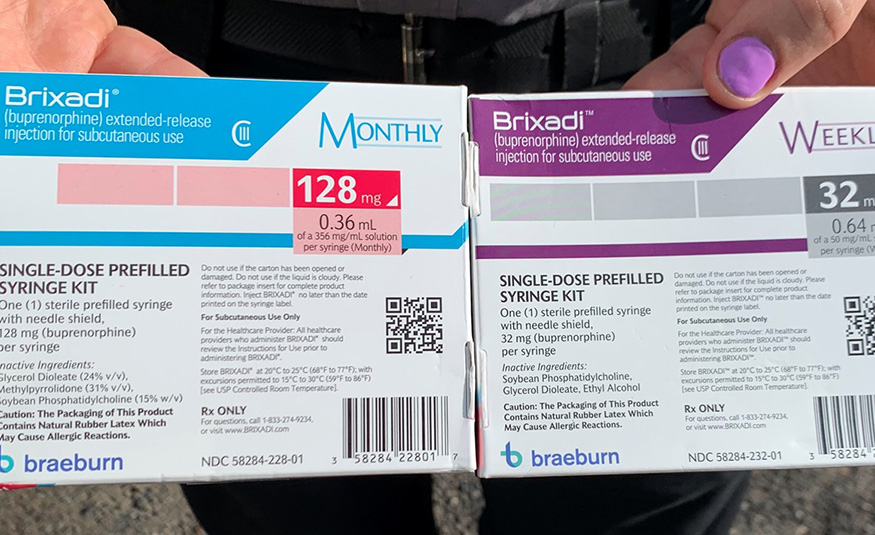 Brixadi®
(buprenorphine) extended-release
injection for subcutaneous use
CIII
MONTHLY
128 mg
0.36 mL
of a 356 mg/mL solution
per syringe (Monthly)
SINGLE-DOSE PREFILLED
SYRINGE KIT
One (1) sterile prefilled syringe
with needle shield,
128 mg (buprenorphine)
per syringe
Inactive Ingredients:
Glycerol Dioleate (24% v/v),
Methylpyrrolidone (31% v/v),
Soybean Phosphatidylcholine (15% w/v)
Caution: The Packaging of This Product
Contains Natural Rubber Latex Which
May Cause Allergic Reactions.
braeburn
Do not use if the carton has been opened or
damaged. Do not use if the liquid is cloudy. Please
refer to package insert for complete product
information. Inject BRIXADI® no later than the date
printed on the syringe label.
For Subcutaneous Use Only
For the Healthcare Provider: All healthcare
providers who administer BRIXADI® should
review the Instructions for Use prior to
administering BRIXADI®.
Store BRIXADI® at 20°C to 25°C (68°F to 77°F); with
excursions permitted to 15°C to 30°C (59°F to 86°F)
[see USP Controlled Room Temperature].
Rx ONLY
For questions, call 1-833-274-9234,
or visit www.BRIXADI.com
NDC 58284-228-01
3 58284 22801 7
Brixadi™
(buprenorphine) extended-release
injection for subcutaneous use
CIII
WEEKL
32 m
0.64 m
of a 50 mg/mL s
per syringe (W
SINGLE-DOSE PREFILLED
SYRINGE KIT
One (1) sterile prefilled syringe
with needle shield,
32 mg (buprenorphine)
per syringe
Inactive Ingredients:
Soybean Phosphatidylcholine,
Glycerol Dioleate, Ethyl Alcohol
Caution: The Packaging of This Product
Contains Natural Rubber Latex Which
May Cause Allergic Reactions.
braeburn
Do not use if the carton has been opened or
damaged. Do not use if the liquid is cloudy. Please
refer to package insert for complete product
information. Inject BRIXADI™ no later than the date
printed on the syringe label.
For Subcutaneous Use Only
For the Healthcare Provider: All healthcare
providers who administer BRIXADI™ should
review the Instructions for Use prior to
administering BRIXADI™.
Store BRIXADI™ at 20°C to 25°C (68°F to 77°F); with
excursions permitted to 15°C to 30°C (59°F to 86°F)
[see USP Controlled Room Temperature].
Rx ONLY
For questions, call 1-833-274-9234,
or visit www.BRIXADI.com
NDC 58284-232-01
3 58284